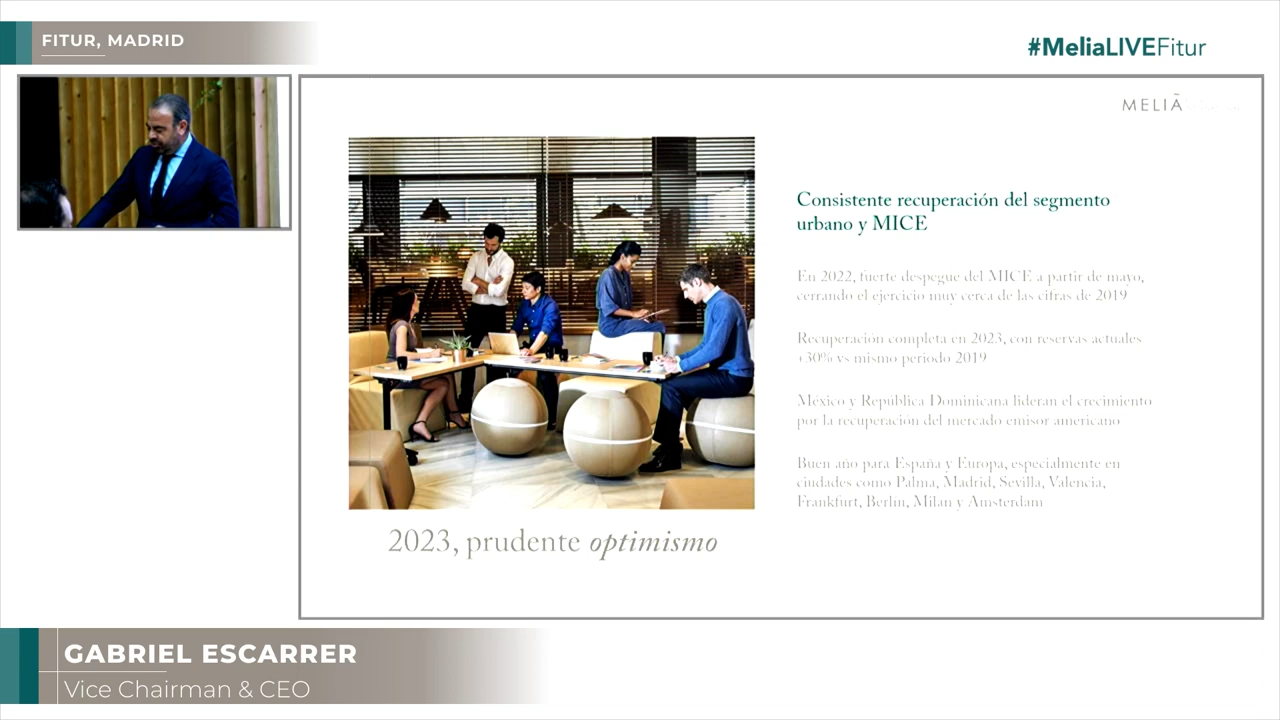 FITUR, MADRID
#MeliaLIVEFitur
MELIÃ
Consistente recuperación del segmento
urbano y MICE
En 2022, fuerte despegue del MICE a partir de mayo,
cerrando el ejercicio muy cerca de las cifras de 2019
Recuperación completa en 2023, con reservas actuales
+30% vs mismo periodo 2019
México y República Dominicana lideran el crecimiento
por la recuperación del mercado emisor americano
Buen año para España y Europa, especialmente en
ciudades como Palma, Madrid, Sevilla, Valencia,
Frankfurt, Berlin, Milan y Amsterdam
2023, prudente optimismo
GABRIEL ESCARRER
Vice Chairman & CEO